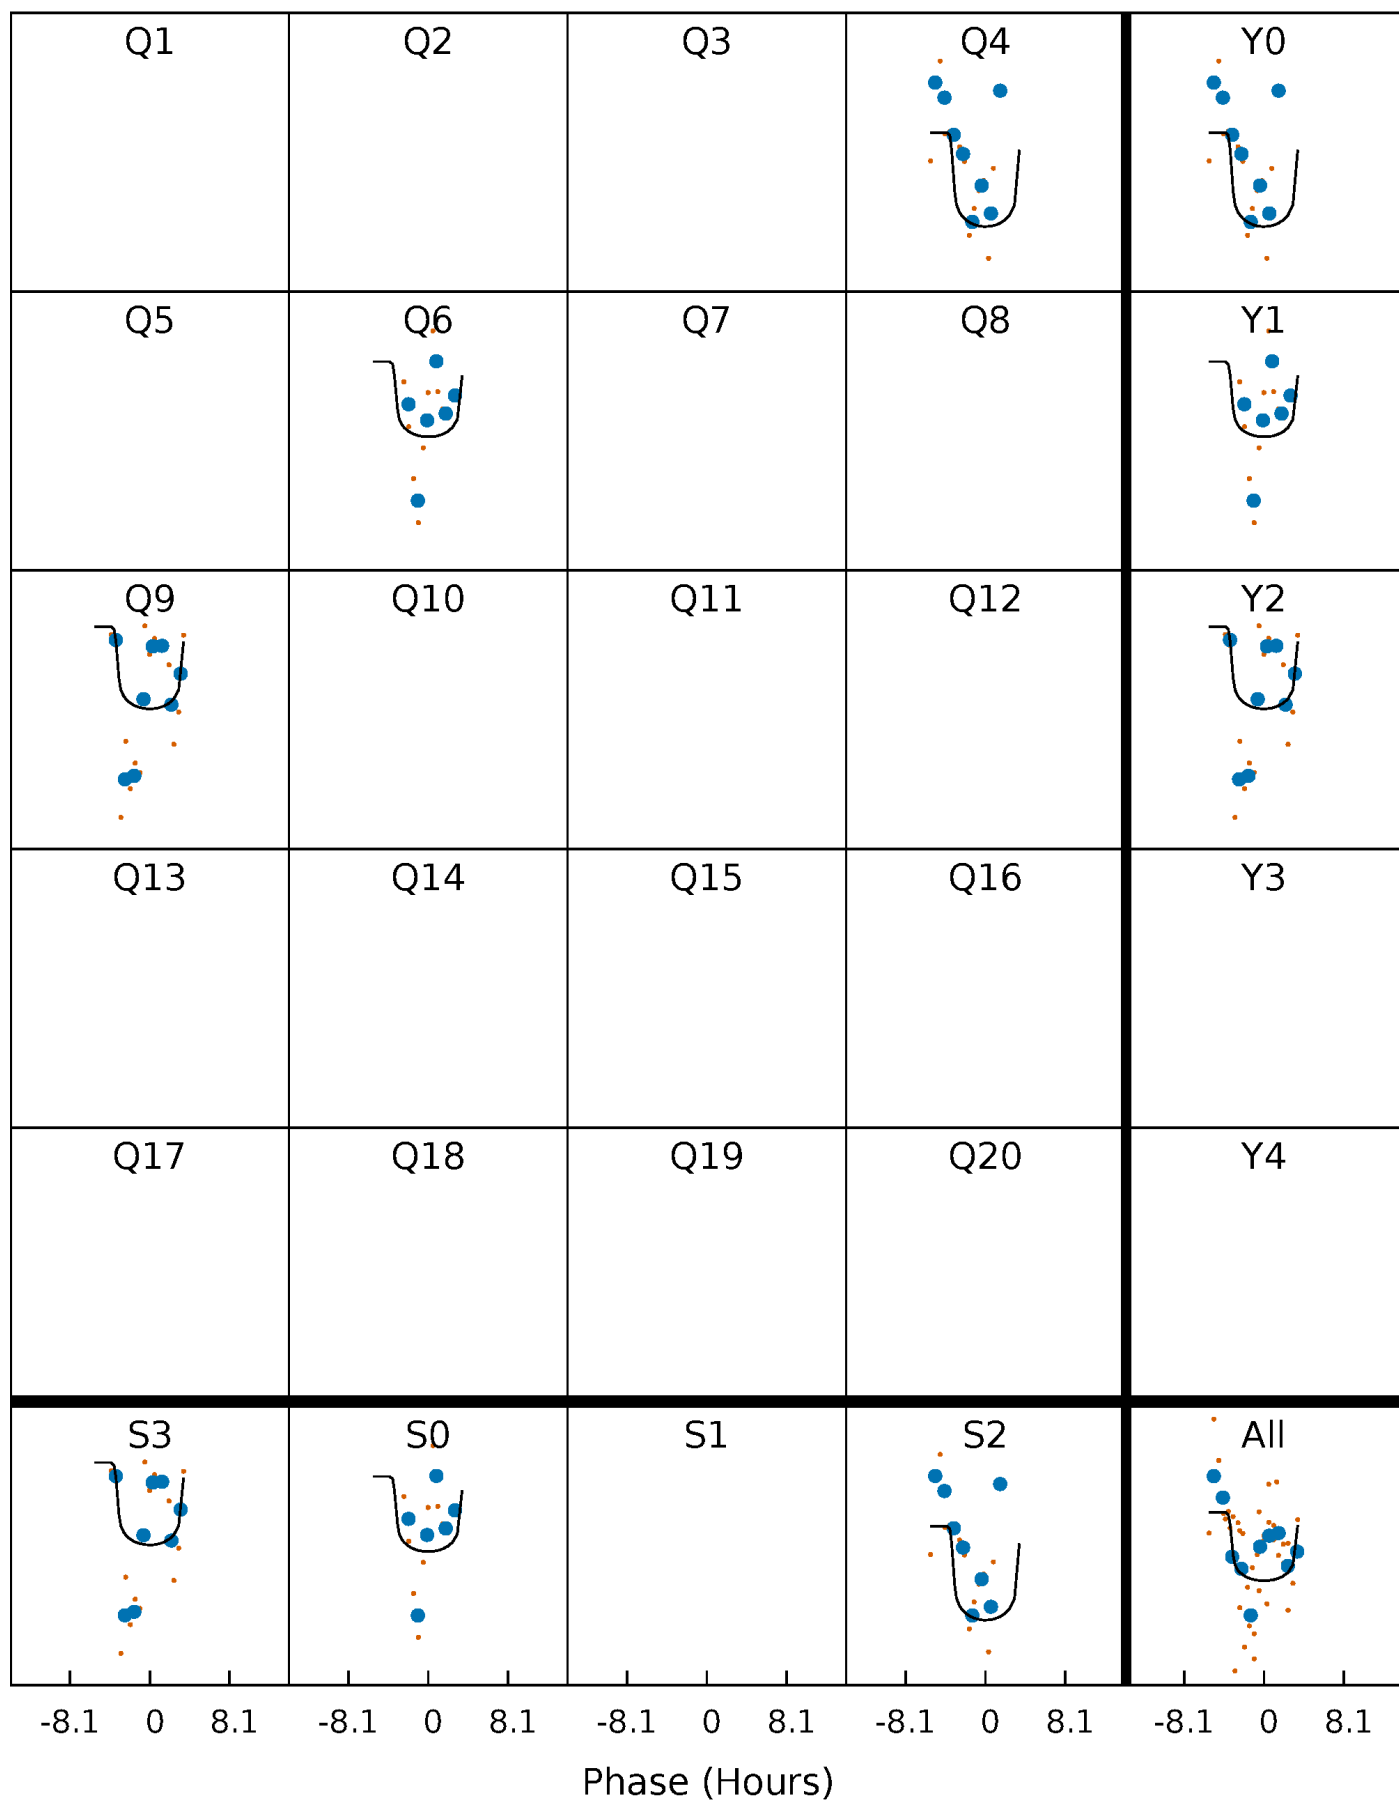 Q1 Q2 Q3 Q4 Y0
Q5 Q6 Q7 Q8 Y1
Q9 Q10 Q11 Q12 Y2
Q13 Q14 Q15 Q16 Y3
Q17 Q18 Q19 Q20 Y4
S3 S0 S1 S2 All
-8.1 0 8.1 -8.1 0 8.1 -8.1 0 8.1 -8.1 0 8.1 -8.1 0 8.1
Phase (Hours)